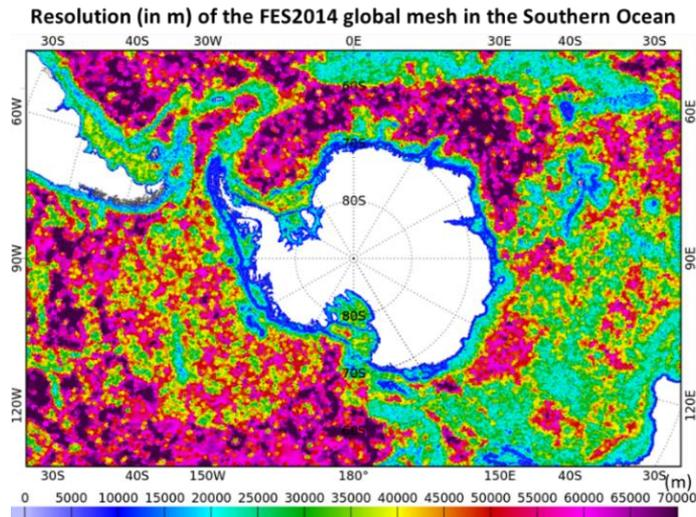 Resolution (in m) of the FES2014 global mesh in the Southern Ocean
30S 40S 30W 0E 30E 40S 30S
60W 60E
70S
80S
90W 90E
80S
70S
120W 120E
30S 40S 150W 180° 150E 40S 30S
(m)
0 5000 10000 15000 20000 25000 30000 35000 40000 45000 50000 55000 60000 65000 70000